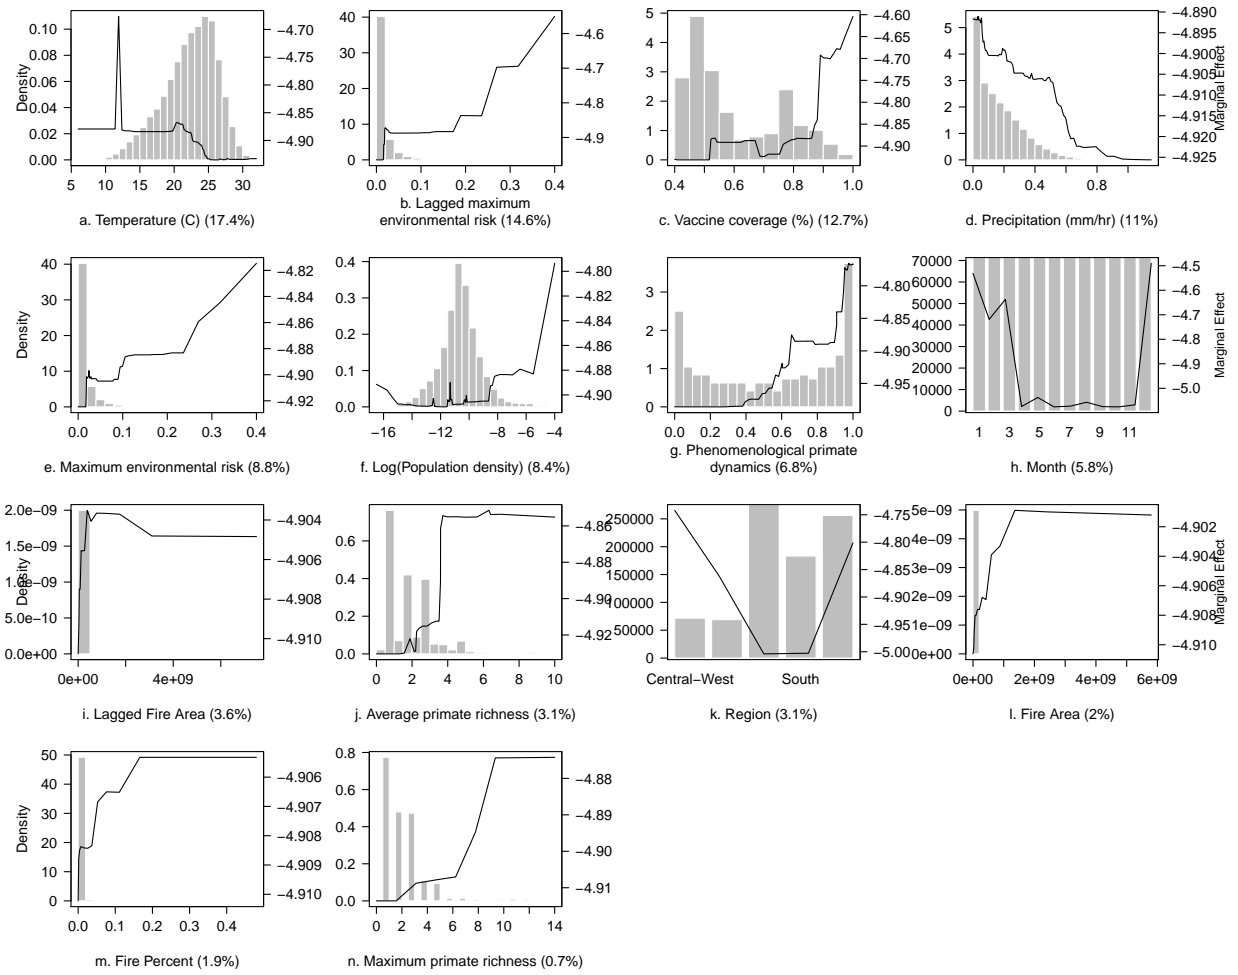 Density
0.10
0.08
0.06
0.04
0.02
0.00
5 10 15 20 25 30
−4.70
−4.75
−4.80
−4.85
−4.90
a. Temperature (C) (17.4%)
40
30
20
10
0
0.0 0.1 0.2 0.3 0.4
−4.6
−4.7
−4.8
−4.9
b. Lagged maximum
environmental risk (14.6%)
5
4
3
2
1
0
0.4 0.6 0.8 1.0
−4.60
−4.65
−4.70
−4.75
−4.80
−4.85
−4.90
c. Vaccine coverage (%) (12.7%)
5
4
3
2
1
0
0.0 0.4 0.8
−4.890
−4.895
−4.900
−4.905
−4.910
−4.915
−4.920
−4.925
Marginal Effect
d. Precipitation (mm/hr) (11%)
Density
40
30
20
10
0
0.0 0.1 0.2 0.3 0.4
−4.82
−4.84
−4.86
−4.88
−4.90
−4.92
e. Maximum environmental risk (8.8%)
0.4
0.3
0.2
0.1
0.0
−16 −12 −8 −6 −4
−4.80
−4.82
−4.84
−4.86
−4.88
−4.90
f. Log(Population density) (8.4%)
3
2
1
0
0.0 0.2 0.4 0.6 0.8 1.0
−4.80
−4.85
−4.90
−4.95
g. Phenomenological primate
dynamics (6.8%)
70000
60000
50000
40000
30000
20000
10000
0
1 3 5 7 9 11
−4.5
−4.6
−4.7
−4.8
−4.9
−5.0
Marginal Effect
h. Month (5.8%)
Density
2.0e−09
1.5e−09
1.0e−09
5.0e−10
0.0e+00
0e+00 4e+09
−4.904
−4.906
−4.908
−4.910
i. Lagged Fire Area (3.6%)
0.6
0.4
0.2
0.0
0 2 4 6 8 10
−4.86
−4.88
−4.90
−4.92
j. Average primate richness (3.1%)
250000
200000
150000
100000
50000
0
Central−West South
−4.75
−4.80
−4.85
−4.90
−4.95
−5.00
k. Region (3.1%)
5e−09
4e−09
3e−09
2e−09
1e−09
0e+00
0e+00 2e+09 4e+09 6e+09
−4.902
−4.904
−4.906
−4.908
−4.910
Marginal Effect
l. Fire Area (2%)
Density
50
40
30
20
10
0
0.0 0.1 0.2 0.3 0.4
−4.906
−4.907
−4.908
−4.909
−4.910
m. Fire Percent (1.9%)
0.8
0.6
0.4
0.2
0.0
0 2 4 6 8 10 14
−4.88
−4.89
−4.90
−4.91
n. Maximum primate richness (0.7%)